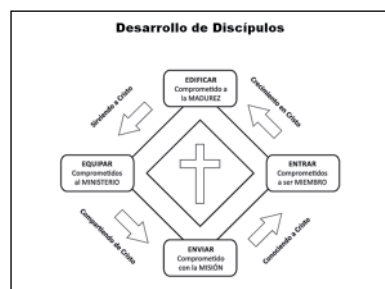 Desarrollo de Discípulos
EDIFICAR
Comprometido a
la MADUREZ
Sirviendo a Cristo
Crecimiento en Cristo
EQUIPAR
Comprometidos
al MINISTERIO
ENTRAR
Comprometidos
a ser MIEMBRO
Compartiendo de Cristo
Conociendo a Cristo
ENVIAR
Comprometido
con la MISIÓN